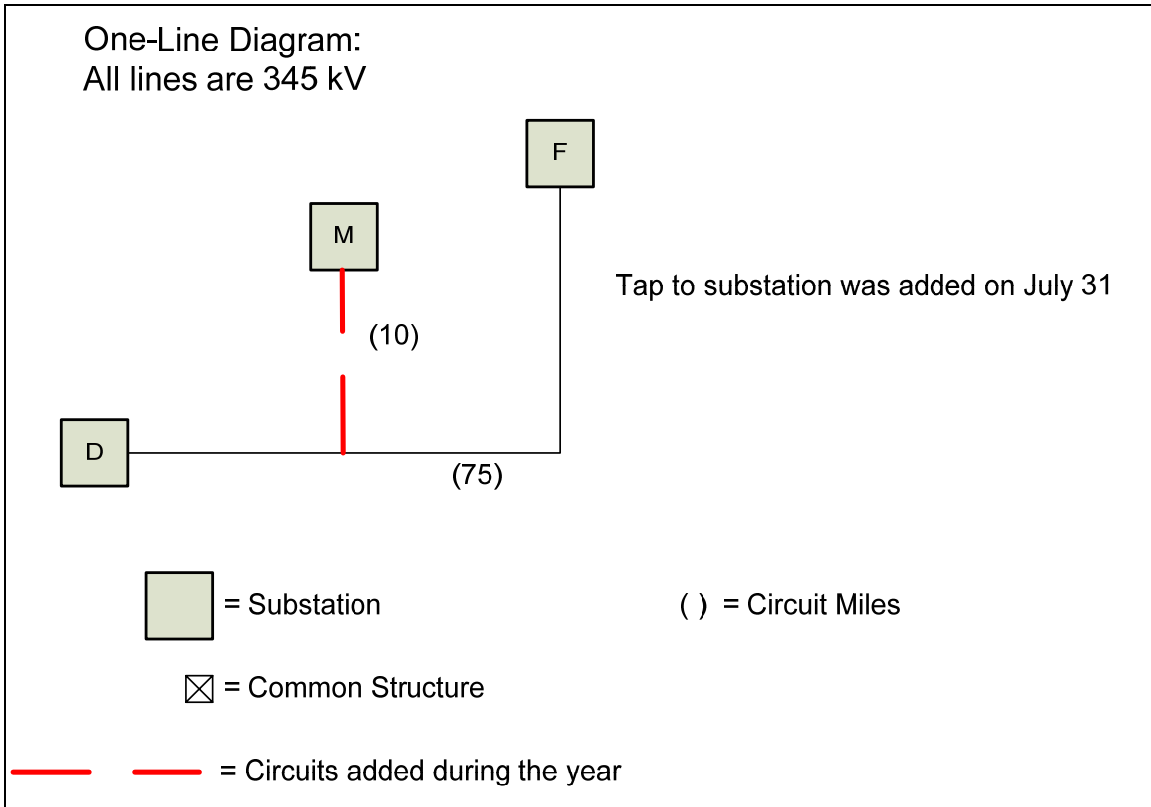 One-Line Diagram:
All lines are 345 kV
F
M
Tap to substation was added on July 31
(10)
D
(75)
= Substation
( ) = Circuit Miles
= Common Structure
= Circuits added during the year